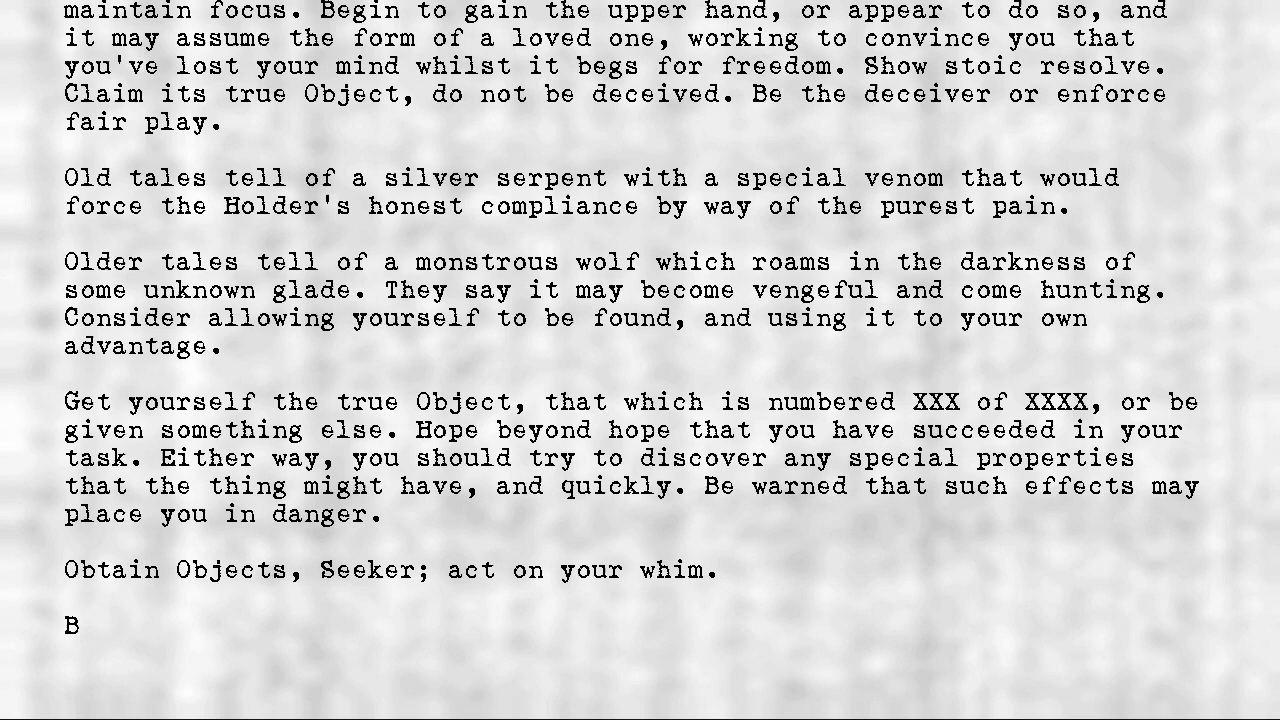 maintain focus. Begin to gain the upper hand, or appear to do so, and
it may assume the form of a loved one, working to convince you that
you've lost your mind whilst it begs for freedom. Show stoic resolve.
Claim its true Object, do not be deceived. Be the deceiver or enforce
fair play.

Old tales tell of a silver serpent with a special venom that would
force the Holder's honest compliance by way of the purest pain.

Older tales tell of a monstrous wolf which roams in the darkness of
some unknown glade. They say it may become vengeful and come hunting.
Consider allowing yourself to be found, and using it to your own
advantage.

Get yourself the true Object, that which is numbered XXX of XXXX, or be
given something else. Hope beyond hope that you have succeeded in your
task. Either way, you should try to discover any special properties
that the thing might have, and quickly. Be warned that such effects may
place you in danger.

Obtain Objects, Seeker; act on your whim.

B